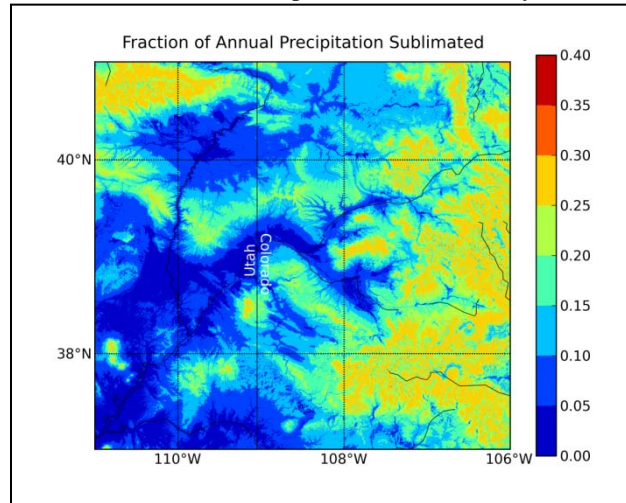 Fraction of Annual Precipitation Sublimated
0.40
0.35
0.30
0.25
0.20
0.15
0.10
0.05
0.00
40°N
38°N
Utah
Colorado
110°W
108°W
106°W